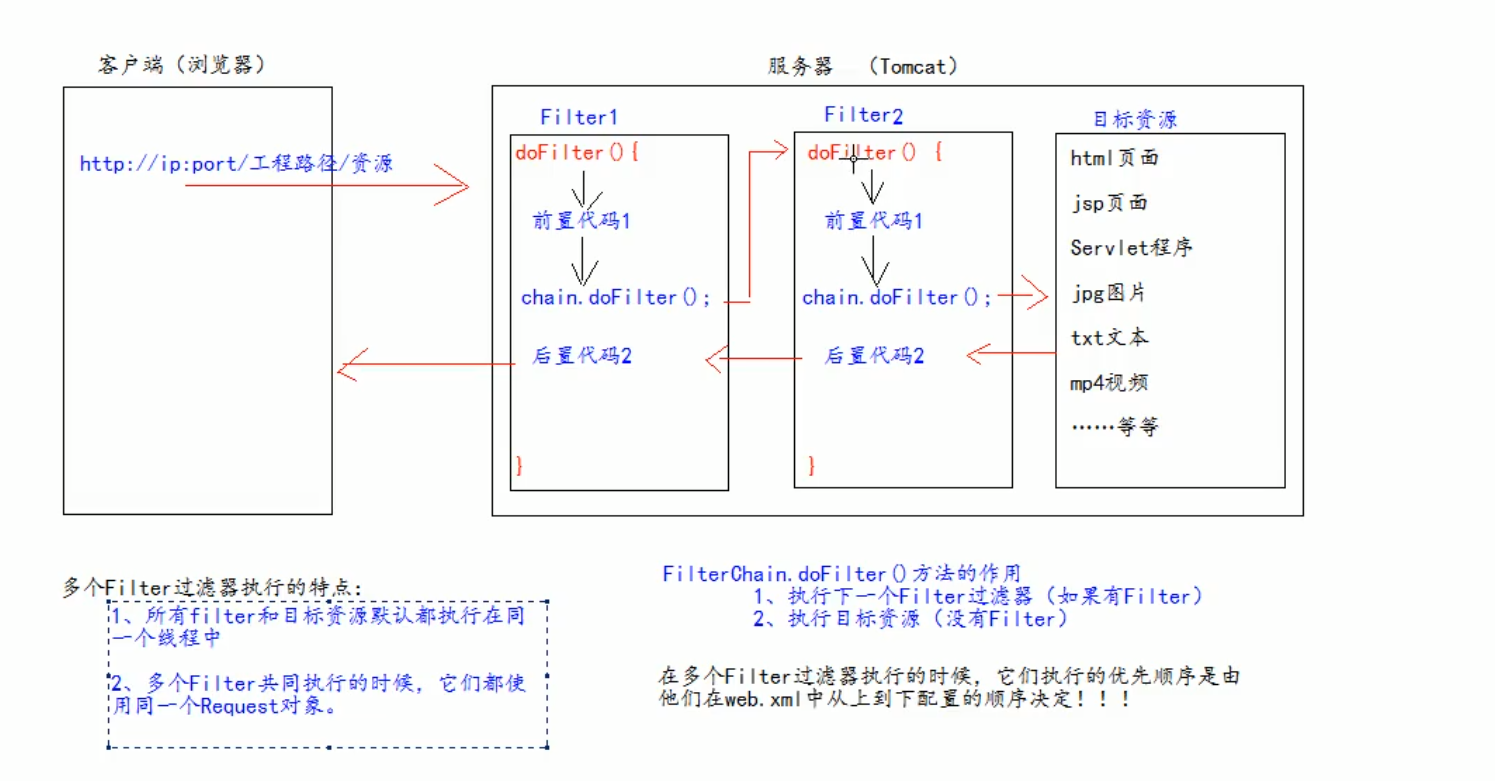 客户端（浏览器）
服务器 （Tomcat）
http://ip:port/工程路径/资源
Filter1
doFilter(){
前置代码1
chain.doFilter();
后置代码2
}
Filter2
doFilter() {
前置代码1
chain.doFilter();
后置代码2
}
目标资源
html页面
jsp页面
Servlet程序
jpg图片
txt文本
mp4视频
……等等
多个Filter过滤器执行的特点：
1、所有filter和目标资源默认都执行在同
一个线程中
2、多个Filter共同执行的时候，它们都使
用同一个Request对象。
FilterChain.doFilter()方法的作用
1、执行下一个Filter过滤器（如果有Filter）
2、执行目标资源（没有Filter）
在多个Filter过滤器执行的时候，它们执行的优先顺序是由
他们在web.xml中从上到下配置的顺序决定！！！